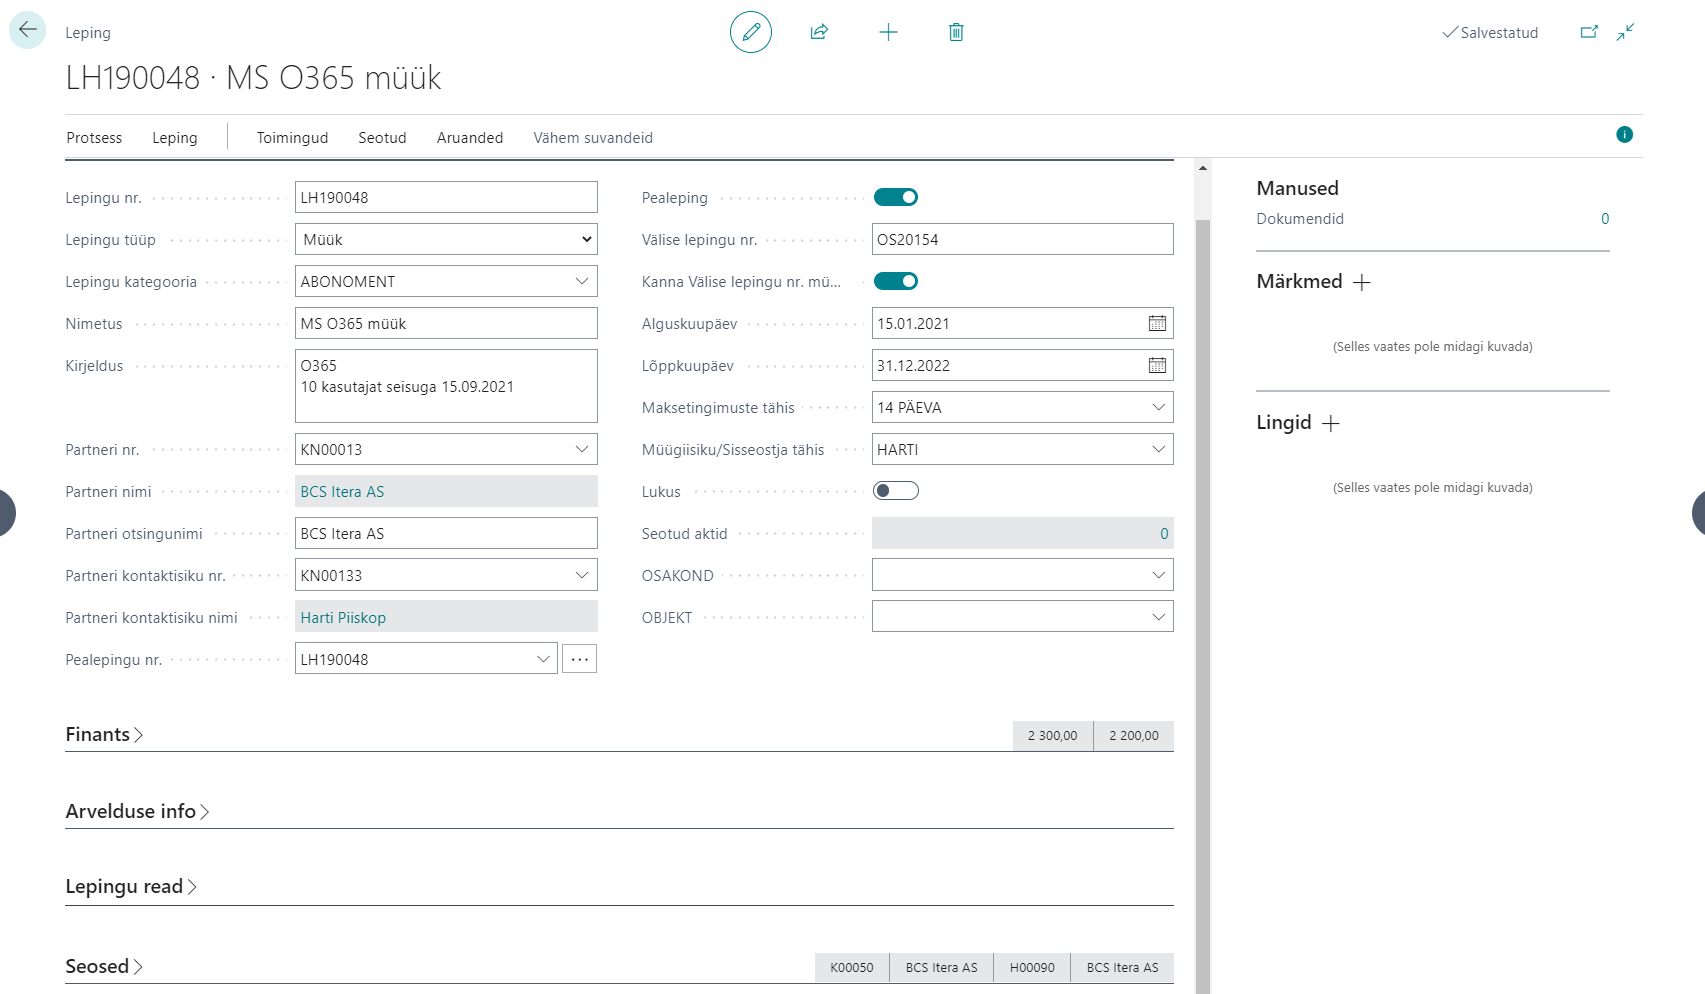 Leping
Salvestatud
LH190048 · MS O365 müük
Protsess Leping Toimingud Seotud Aruanded Vähem suvandeid
Lepingu nr. LH190048
Lepingu tüüp Müük
Lepingu kategooria ABONOMENT
Nimetus MS O365 müük
Kirjeldus O365
10 kasutajat seisuga 15.09.2021
Partneri nr. KN00013
Partneri nimi BCS Itera AS
Partneri otsingunimi BCS Itera AS
Partneri kontaktisiku nr. KN00133
Partneri kontaktisiku nimi Harti Piiskop
Pealepingu nr. LH190048 ...
Pealeping
Välise lepingu nr. OS20154
Kanna Välise lepingu nr. mü...
Alguskuupäev 15.01.2021
Lõppkuupäev 31.12.2022
Maksetingimuste tähis 14 PÄEVA
Müügiisiku/Sisseostja tähis HARTI
Lukus
Seotud aktid 0
OSAKOND
OBJEKT
Finants 2 300,00 2 200,00
Arvelduse info
Lepingu read
Seosed K00050 BCS Itera AS H00090 BCS Itera AS
Manused
Dokumendid 0
Märkmed
(Selles vaates pole midagi kuvada)
Lingid
(Selles vaates pole midagi kuvada)